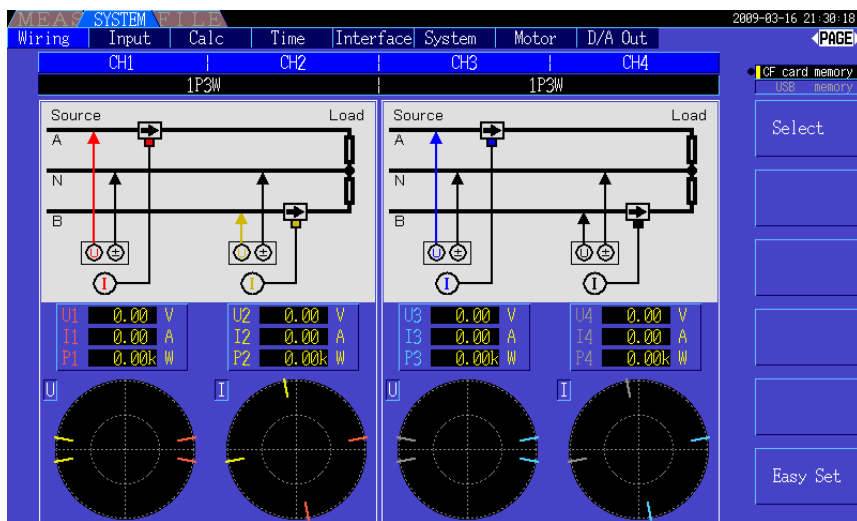 MEAS SYSTEM FILE 2009-03-16 21:30:18
Wiring Input Calc Time Interface System Motor D/A Out PAGE
CH1 CH2 CH3 CH4
CF card memory
USB memory
1P3W 1P3W
Source Load Source Load
Select
A A
N N
B B
U ± U ± U ± U ±
I I I I
U1 0.00 V U2 0.00 V U3 0.00 V U4 0.00 V
I1 0.00 A I2 0.00 A I3 0.00 A I4 0.00 A
P1 0.00k W P2 0.00k W P3 0.00k W P4 0.00k W
U I U I
Easy Set